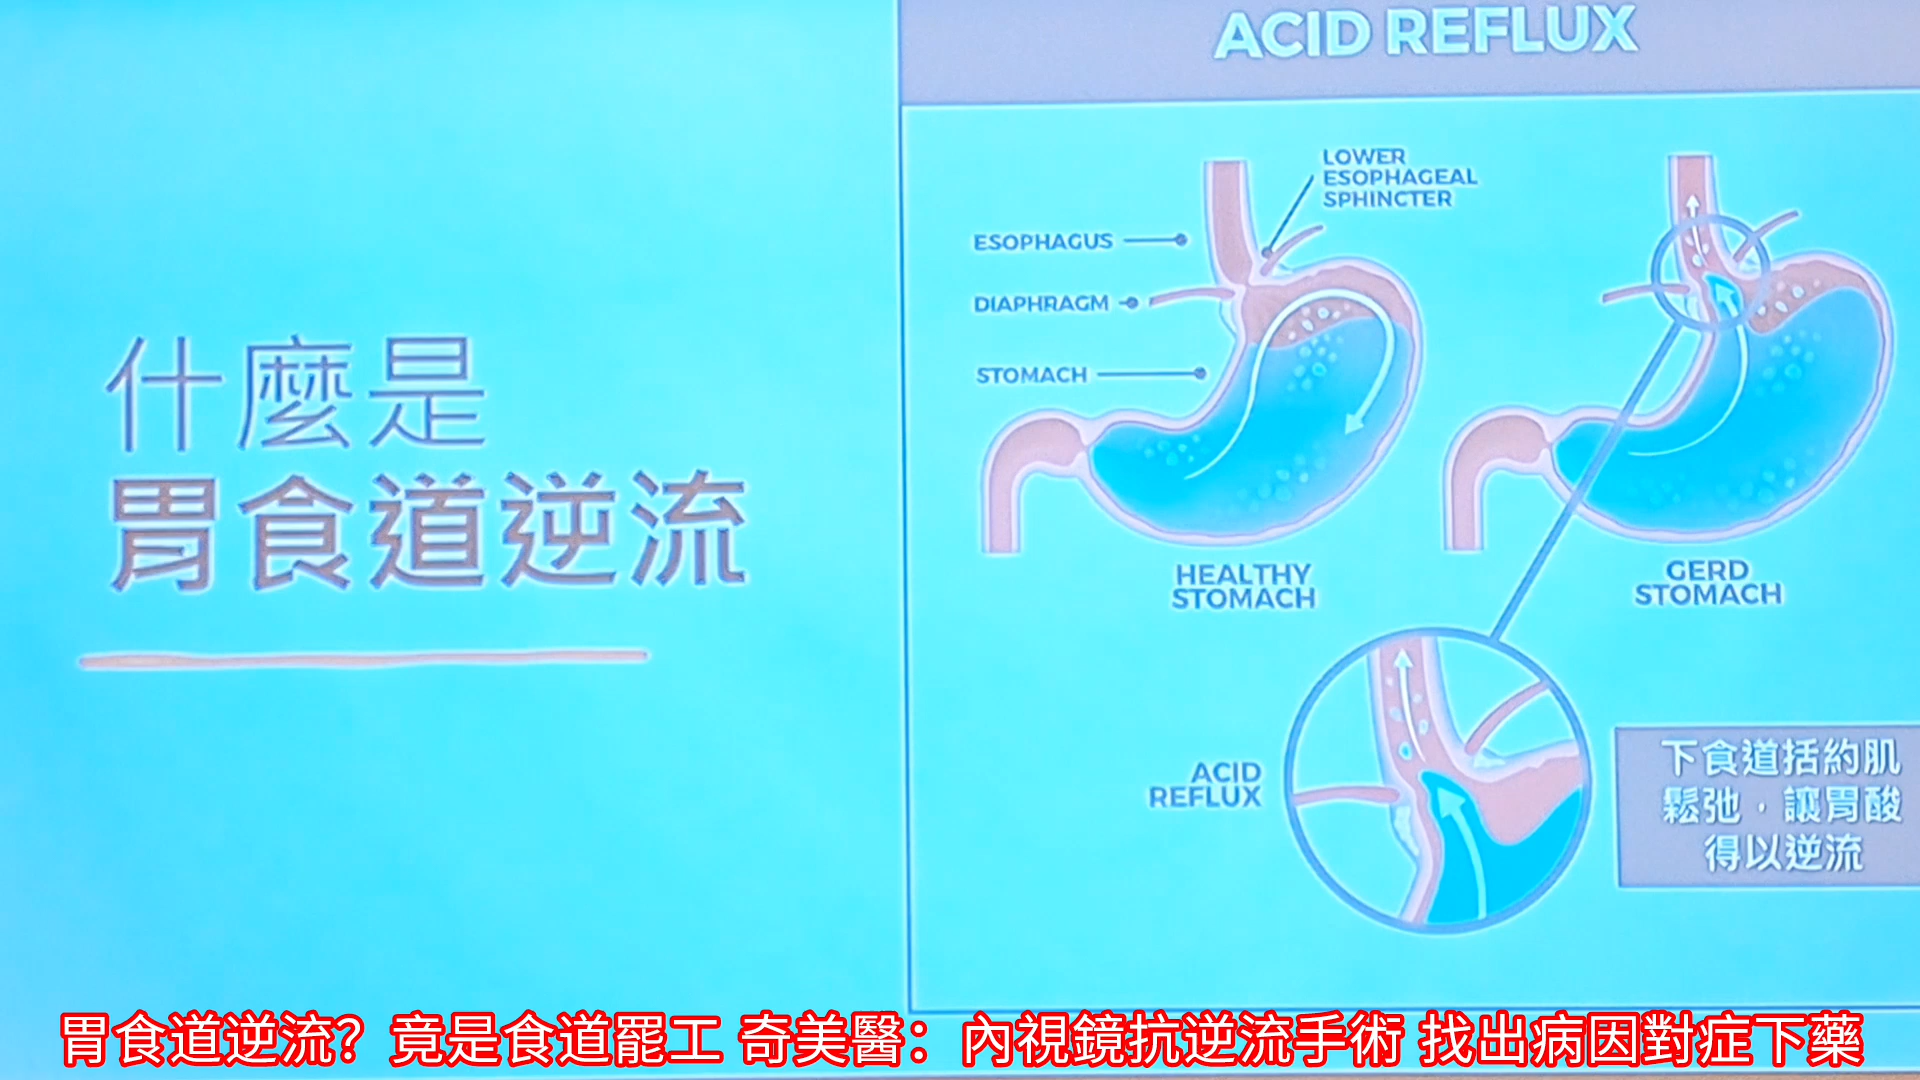 什麼是
胃食道逆流
ACID REFLUX
LOWER
ESOPHAGEAL
SPHINCTER
ESOPHAGUS
DIAPHRAGM
STOMACH
HEALTHY
STOMACH
GERD
STOMACH
ACID
REFLUX
下食道括約肌
鬆弛，讓胃酸
得以逆流
胃食道逆流？竟是食道罷工 奇美醫：內視鏡抗逆流手術 找出病因對症下藥